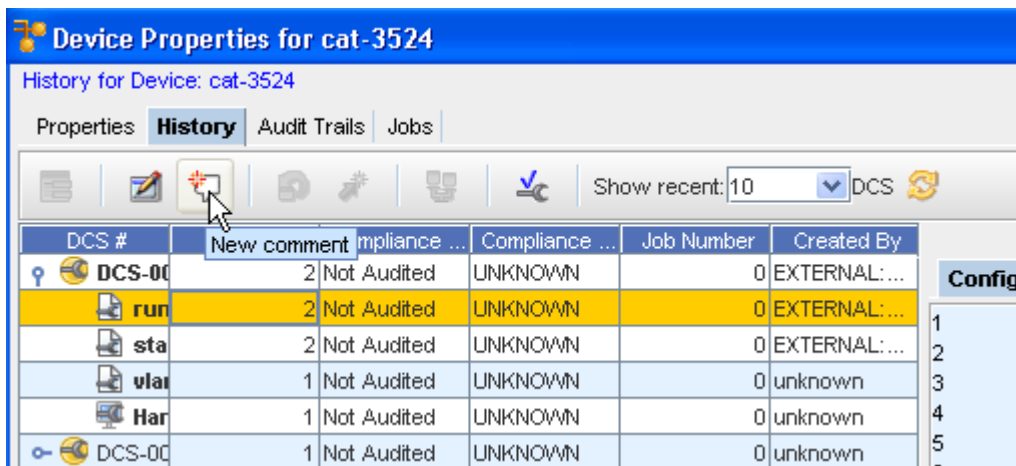 Device Properties for cat-3524
History for Device: cat-3524
Properties History Audit Trails Jobs
Show recent: 10 DCS
DCS # mpliance ... Compliance ... Job Number Created By
New comment
DCS-00 2 Not Audited UNKNOWN 0 EXTERNAL:...
Config
run 2 Not Audited UNKNOWN 0 EXTERNAL:...
1
sta 2 Not Audited UNKNOWN 0 EXTERNAL:...
2
vlan 1 Not Audited UNKNOWN 0 unknown
3
Har 1 Not Audited UNKNOWN 0 unknown
4
DCS-00 1 Not Audited UNKNOWN 0 unknown
5